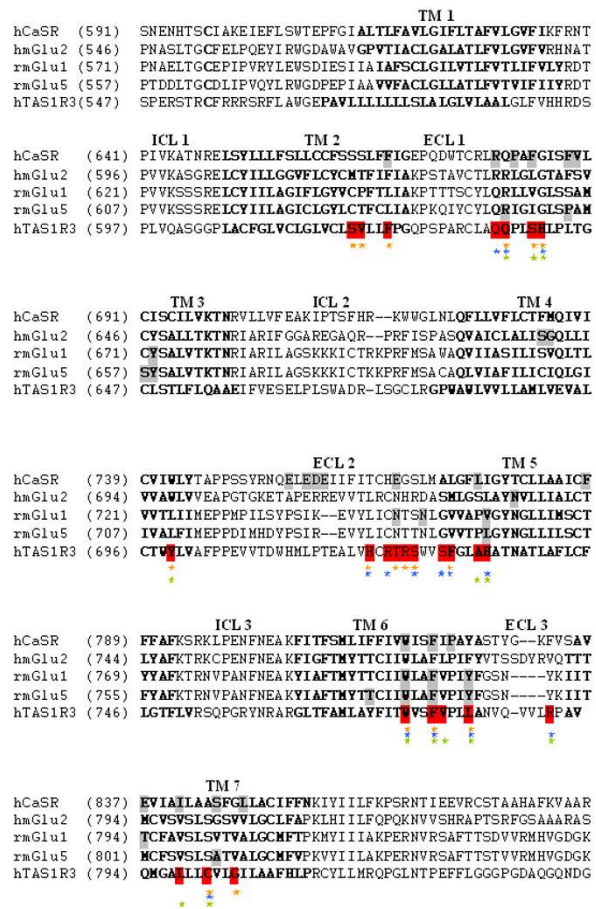 TM 1
hCaSR (591) SNENHTSCIAKEIEFLSWTEPFGIALTLFAVLGIFLTAFVLGVFIKFRNT
hmGlu2 (546) PNASLTGCFELPQEYIRWGDAWAVGPVTIACLGALATLFVLGVFVRHNAT
rmGlu1 (571) PNAELTGCEPIPVRYLEWSDIESIIAIAFSCLGILVTLFVTLIFVLYRDT
rmGlu5 (557) PTDDLTGCDLIPVQYLRWGDPEPIAAVVFACLGLLATLFVTVIFIIYRDT
hTAS1R3(547) SPERSTRCFRRRSRFLAWGEPAVLLLLLLLSLALGLVLAALGLFVHHRDS
ICL 1 TM 2 ECL 1
hCaSR (641) PIVKATNRELSYLLLFSLLCCFSSSLFFIGEPQDWTCRLRQPAFGISFVL
hmGlu2 (596) PVVKASGRELCYILLGGVFLCYCMTFIFIAKPSTAVCTLRRLGLGTAFSV
rmGlu1 (621) PVVKSSSRELCYIILAGIFLGYVCPFTLIAKPTTTSCYLQRLLVGLSSAM
rmGlu5 (607) PVVKSSSRELCYIILAGICLGYLCTFCLIAKPKQIYCYLQRIGIGLSPAM
hTAS1R3 (597) PLVQASGGPLACFGLVCLGLVCLSVLLFPGQPSPARCLAQQPLSHLPLTG
TM 3 ICL 2 TM 4
hCaSR (691) CISCILVKTNRVLLVFEAKIPTSFHR-KWWGLNLQFLLVFLCTFMQIVI
hmGlu2 (646) CYSALLTKTNRIARIFGGAREGAQR--PRFISPASQVAICLALISGQLLI
rmGlu1 (671) CYSALVTKTNRIARILAGSKKKICTRKPRFMSAWAQVIIASILISVQLTL
rmGlu5 (657) SYSALVTKTNRIARILAGSKKKICTKKPRFMSACAQLVIAFILICIQLGI
hTAS1R3 (647) CLSTLFLQAAEIFVESELPLSWADR-LSGCLRGPWAWLVVLLAMLVEVAL
ECL 2 TM 5
hCaSR (739) CVIWLYTAPPSSYRNQELEDEIIFITCHEGSLMALGFLIGYTCLLAAICF
hmGlu2 (694) VVAWLVVEAPGTGKETAPERREVVTLRCNHRDASMLGSLAYNVLLIALCT
rmGlu1 (721) VVTLIIMEPPMPILSYPSIK-EVYLICNTSNLGVVAPVGYNGLLIMSCT
rmGlu5 (707) IVALFIMEPPDIMHDYPSIR-EVYLICNTTNLGVVTPLGYNGLLILSCT
hTAS1R3 (696) CTWYLVAFPPEVVTDWHMLPTEALVHCRTRSWVSFGLAHATNATLAFLCF
ICL 3 TM 6 ECL 3
hCaSR (789) FFAFKSRKLPENFNEAKFITFSMLIFFIVWISFIPAYASTYG-KFVSAV
hmGlu2 (744) LYAFKTRKCPENFNEAKFIGFTMYTTCIIWLAFLPIFYVTSSDYRVQTTT
rmGlu1 (769) YYAFKTRNVPANFNEAKYIAFTMYTTCIIWLAFVPIYFGSN---YKIIT
rmGlu5 (755) FYAFKTRNVPANFNEAKYIAFTMYTTCIIWLAFVPIYFGSN---YKIIT
hTAS1R3 (746) LGTFLVRSQPGRYNRARGLTFAMLAYFITWVSFVPLLANVQ-VVLRPAV
TM 7
hCaSR (837) EVIAILAASFGLLACIFFNKIYIILFKPSRNTIEEVRCSTAAHAFKVAAR
hmGlu2 (794) MCVSVSLSGSVVLGCLFAPKLHIILFQPQKNVVSHRAPTSRFGSAAARAS
rmGlu1 (794) TCFAVSLSVTVALGCMFTPKMYIIIAKPERNVRSAFTTSDVVRMHVGDGK
rmGlu5 (801) MCFSVSLSATVALGCMFVPKVYIILAKPERNVRSAFTTSTVVRMHVGDGK
hTAS1R3 (794) QMGALLLCVLGILAAFHLPRCYLLMRQPGLNTPEFFLGGGPGDAQGQNDG